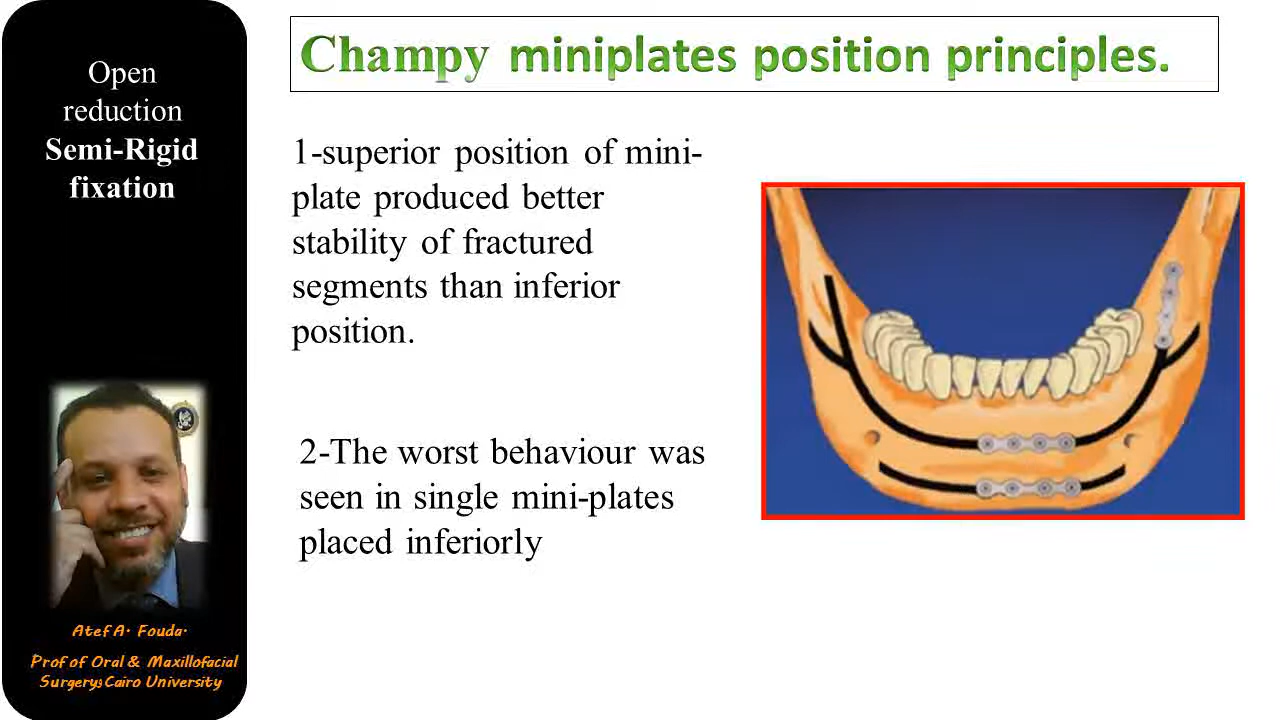 Open
reduction
Semi-Rigid
fixation
Champy miniplates position principles.
1-superior position of mini-
plate produced better
stability of fractured
segments than inferior
position.
2-The worst behaviour was
seen in single mini-plates
placed inferiorly
Atef A. Fouda.
Prof of Oral & Maxillofacial
Surgery;Cairo University